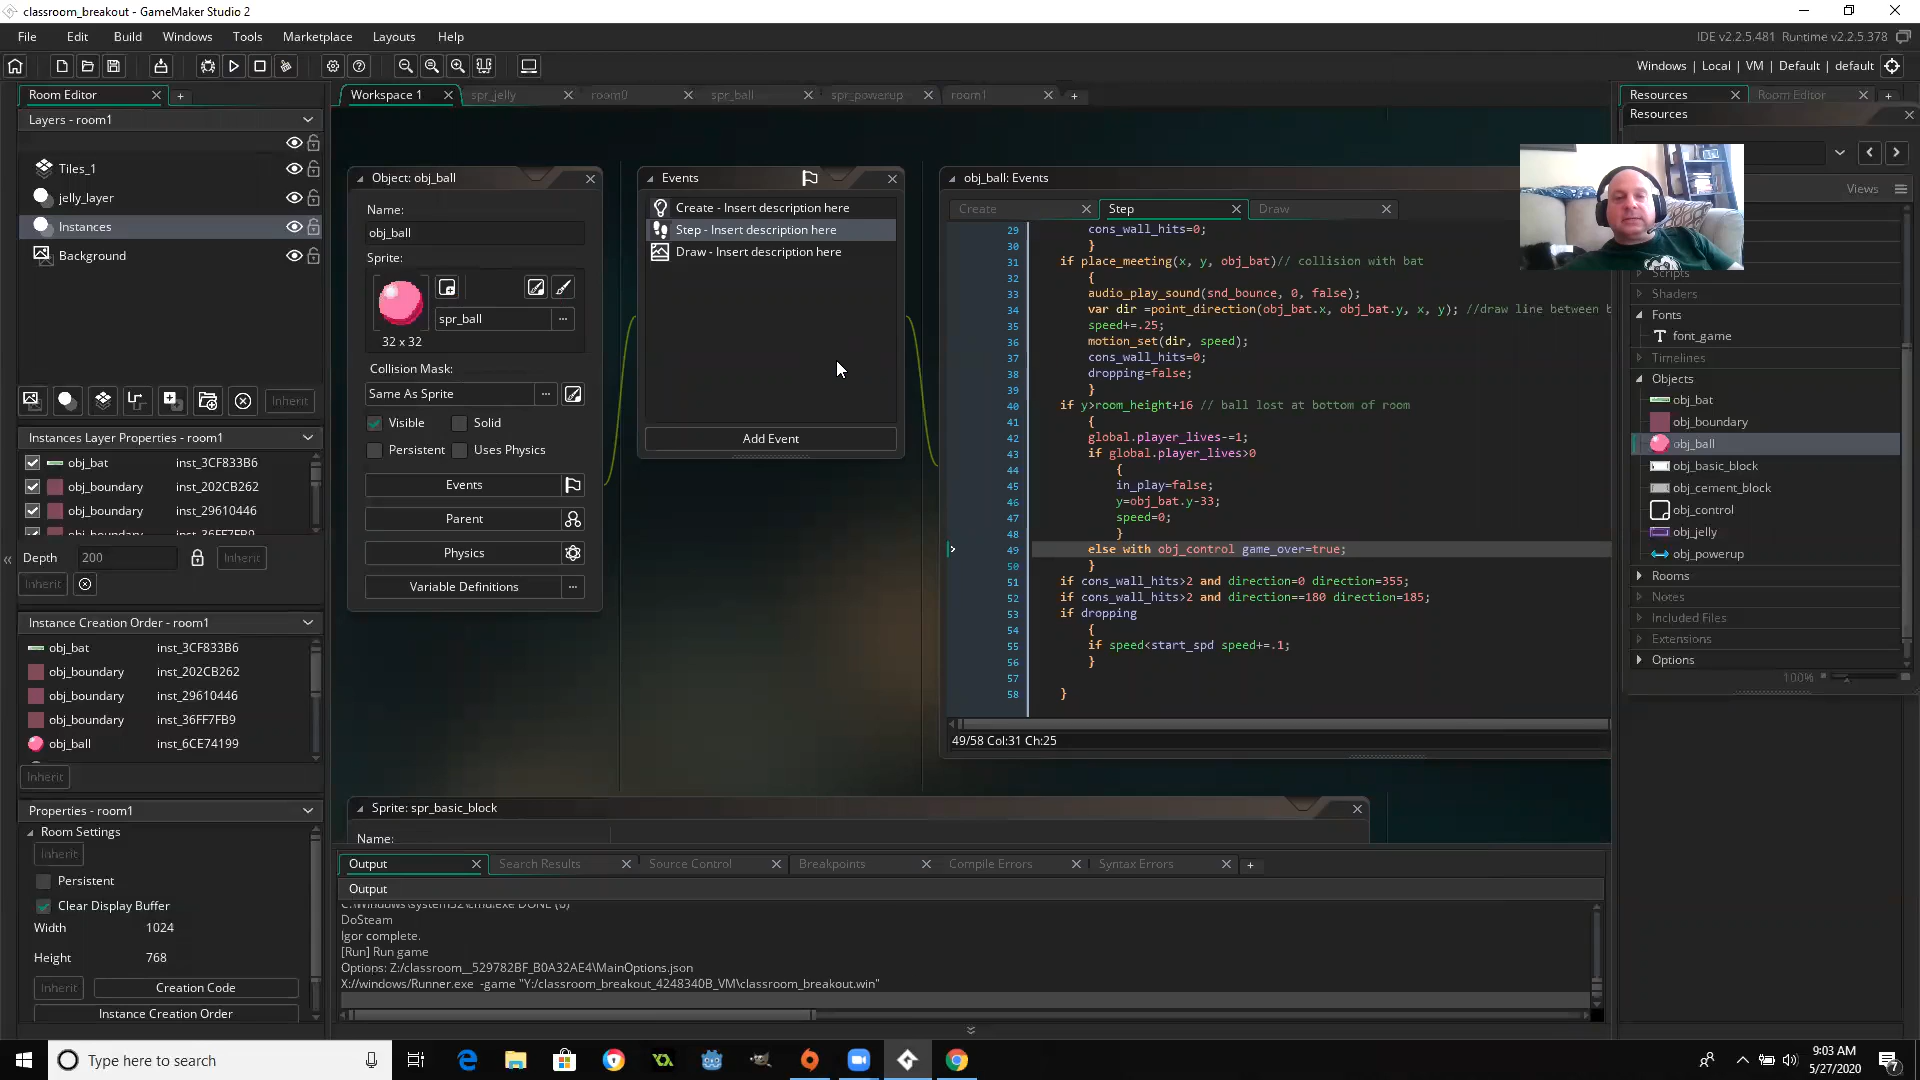 classroom_breakout - GameMaker Studio 2
File Edit Build Windows Tools Marketplace Layouts Help
IDE v2.2.5.481 Runtime v2.2.5.378
Windows | Local | VM | Default | default
Room Editor
Layers - room1
Tiles_1
jelly_layer
Instances
Background
Inherit
Instances Layer Properties - room1
obj_bat inst_3CF833B6
obj_boundary inst_202CB262
obj_boundary inst_29610446
obj_boundary inst_36FF7FB9
Depth 200 Inherit
Inherit
Instance Creation Order - room1
obj_bat inst_3CF833B6
obj_boundary inst_202CB262
obj_boundary inst_29610446
obj_boundary inst_36FF7FB9
obj_ball inst_6CE74199
Inherit
Properties - room1
Room Settings
Inherit
Persistent
Clear Display Buffer
Width 1024
Height 768
Inherit Creation Code
Instance Creation Order
Workspace 1 spr_jelly room0 spr_ball spr_powerup room1
Object: obj_ball
Name:
obj_ball
Sprite:
spr_ball
32 x 32
Collision Mask:
Same As Sprite
Visible Solid
Persistent Uses Physics
Events
Parent
Physics
Variable Definitions
Events
Create - Insert description here
Step - Insert description here
Draw - Insert description here
Add Event
obj_ball: Events
Create Step Draw
29 cons_wall_hits=0;
30 }
31 if place_meeting(x, y, obj_bat)// collision with bat
32 {
33 audio_play_sound(snd_bounce, 0, false);
34 var dir =point_direction(obj_bat.x, obj_bat.y, x, y); //draw line between b
35 speed+=.25;
36 motion_set(dir, speed);
37 cons_wall_hits=0;
38 dropping=false;
39 }
40 if y>room_height+16 // ball lost at bottom of room
41 {
42 global.player_lives-=1;
43 if global.player_lives>0
44 {
45 in_play=false;
46 y=obj_bat.y-33;
47 speed=0;
48 }
49 else with obj_control game_over=true;
50 }
51 if cons_wall_hits>2 and direction=0 direction=355;
52 if cons_wall_hits>2 and direction==180 direction=185;
53 if dropping
54 {
55 if speed<start_spd speed+=.1;
56 }
57
58 }
49/58 Col:31 Ch:25
Sprite: spr_basic_block
Name:
Output Search Results Source Control Breakpoints Compile Errors Syntax Errors
Output
C:\Windows\system32\cmd.exe DONE (0)
DoSteam
Igor complete.
[Run] Run game
Options: Z:/classroom__529782BF_B0A32AE4\MainOptions.json
X://windows/Runner.exe -game "Y:/classroom_breakout_4248340B_VM\classroom_breakout.win"
Resources Room Editor
Resources
Views
Scripts
Shaders
Fonts
font_game
Timelines
Objects
obj_bat
obj_boundary
obj_ball
obj_basic_block
obj_cement_block
obj_control
obj_jelly
obj_powerup
Rooms
Notes
Included Files
Extensions
Options
100%
Type here to search
9:03 AM
5/27/2020
7